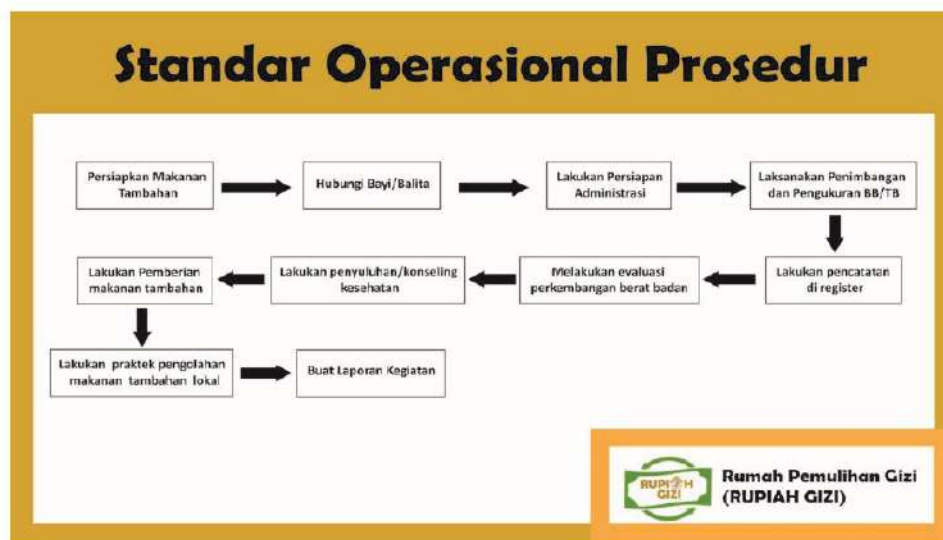 Standar Operasional Prosedur
Persiapkan Makanan
Tambahan
Hubungi Bayi/Balita
Lakukan Persiapan
Administrasi
Laksanakan Penimbangan
dan Pengukuran BB/TB
Lakukan pencatatan
di register
Melakukan evaluasi
perkembangan berat badan
Lakukan penyuluhan/konseling
kesehatan
Lakukan Pemberian
makanan tambahan
Lakukan praktek pengolahan
makanan tambahan lokal
Buat Laporan Kegiatan
RUPIAH
GIZI
Rumah Pemulihan Gizi
(RUPIAH GIZI)